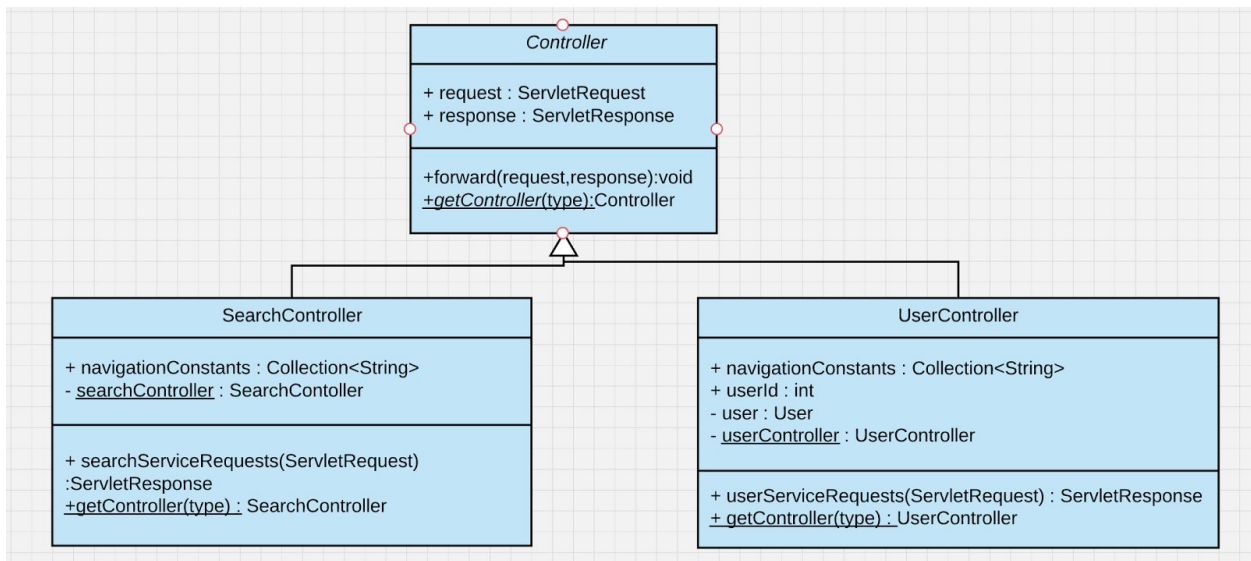 Controller
+ request : ServletRequest
+ response : ServletResponse
+forward(request,response):void
+getController(type):Controller
SearchController
+ navigationConstants : Collection<String>
- searchController : SearchContoller
+ searchServiceRequests(ServletRequest)
:ServletResponse
+getController(type) : SearchController
UserController
+ navigationConstants : Collection<String>
+ userId : int
- user : User
- userController : UserController
+ userServiceRequests(ServletRequest) : ServletResponse
+ getController(type) : UserController